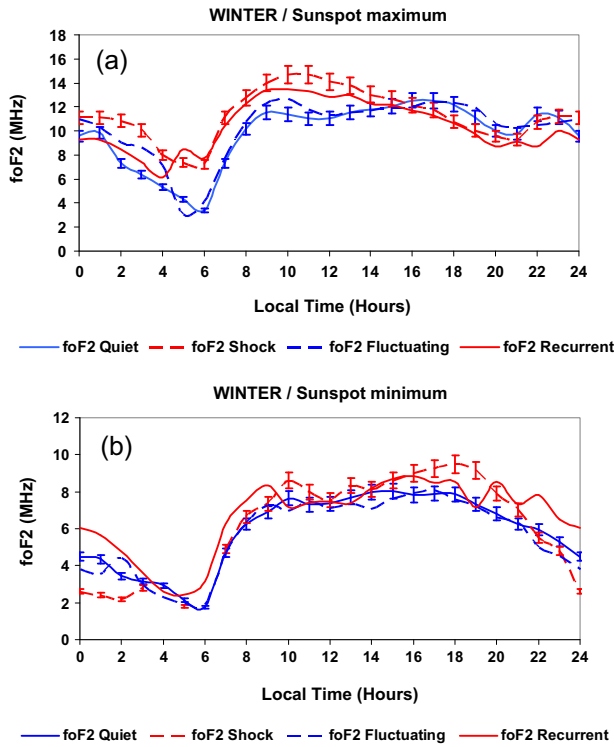 WINTER / Sunspot maximum
(a)
18
16
14
12
10
8
6
4
2
0
foF2 (MHz)
0 2 4 6 8 10 12 14 16 18 20 22 24
Local Time (Hours)
foF2 Quiet foF2 Shock foF2 Fluctuating foF2 Recurrent
WINTER / Sunspot minimum
(b)
12
10
8
6
4
2
0
foF2 (MHz)
0 2 4 6 8 10 12 14 16 18 20 22 24
Local Time (Hours)
foF2 Quiet foF2 Shock foF2 Fluctuating foF2 Recurrent